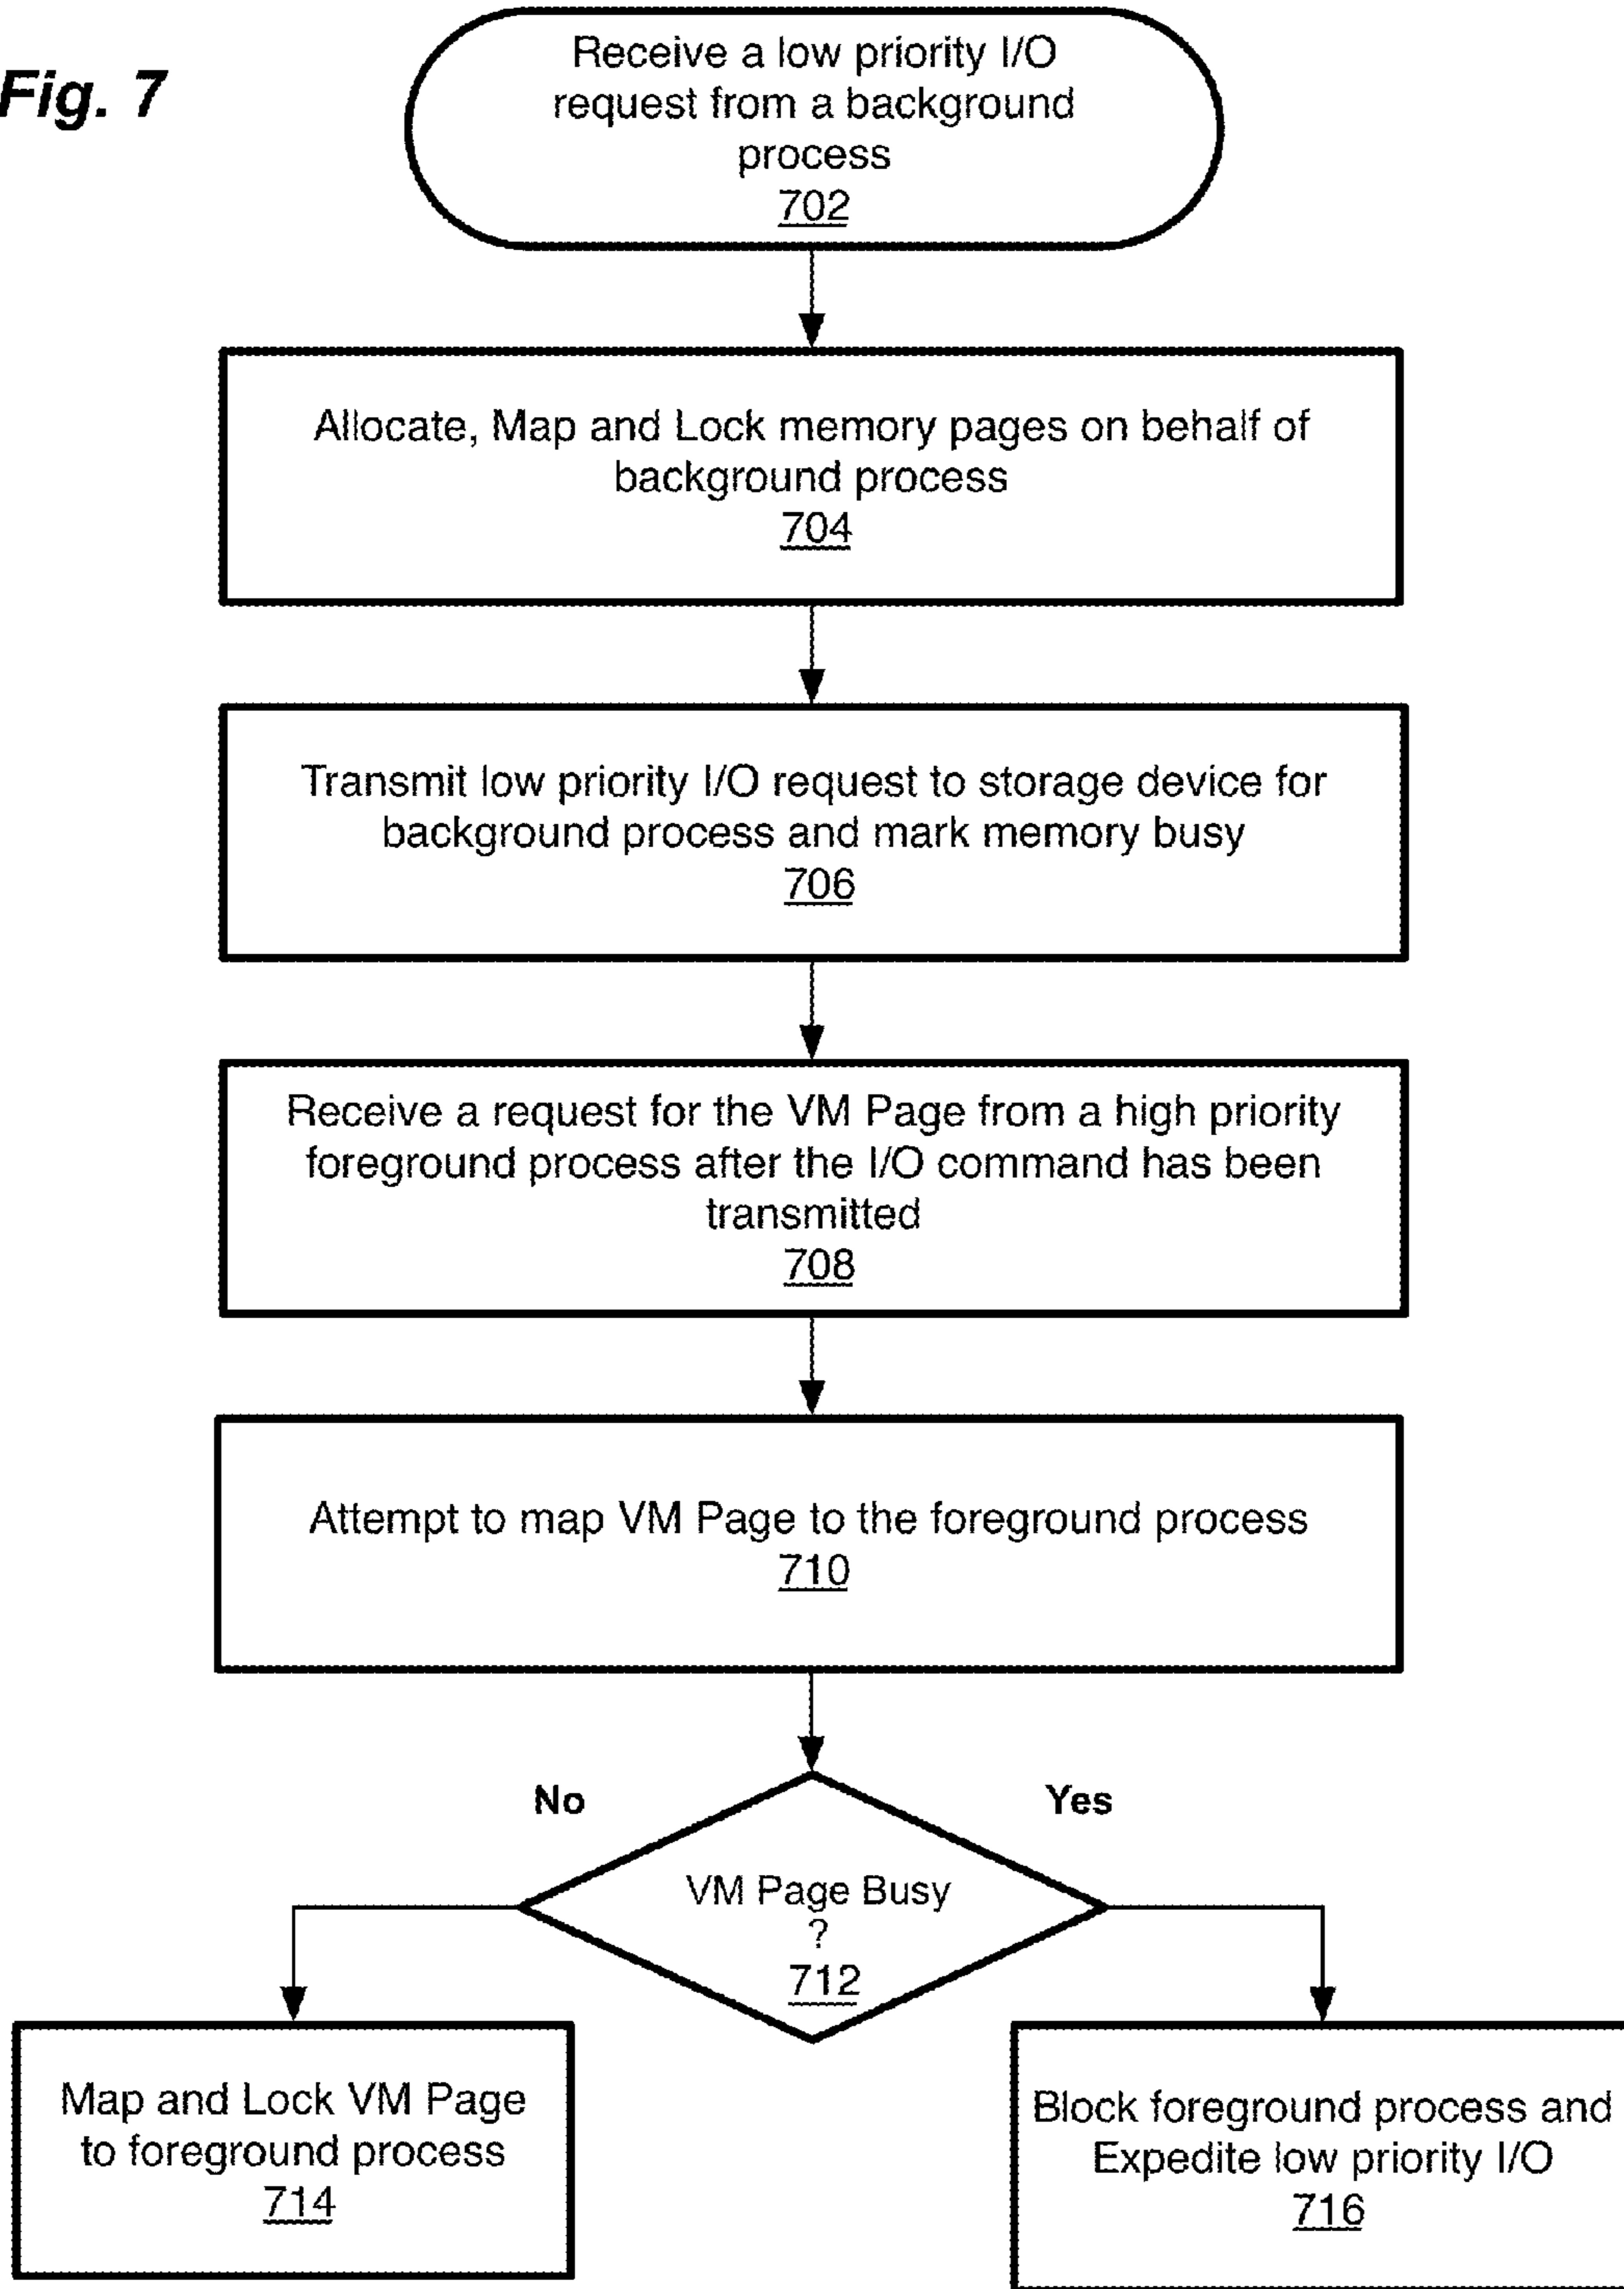 Fig. 7
Receive a low priority I/O
request from a background
process
702
Allocate, Map and Lock memory pages on behalf of
background process
704
Transmit low priority I/O request to storage device for
background process and mark memory busy
706
Receive a request for the VM Page from a high priority
foreground process after the I/O command has been
transmitted
708
Attempt to map VM Page to the foreground process
710
No
Yes
VM Page Busy
?
712
Map and Lock VM Page
to foreground process
714
Block foreground process and
Expedite low priority I/O
716